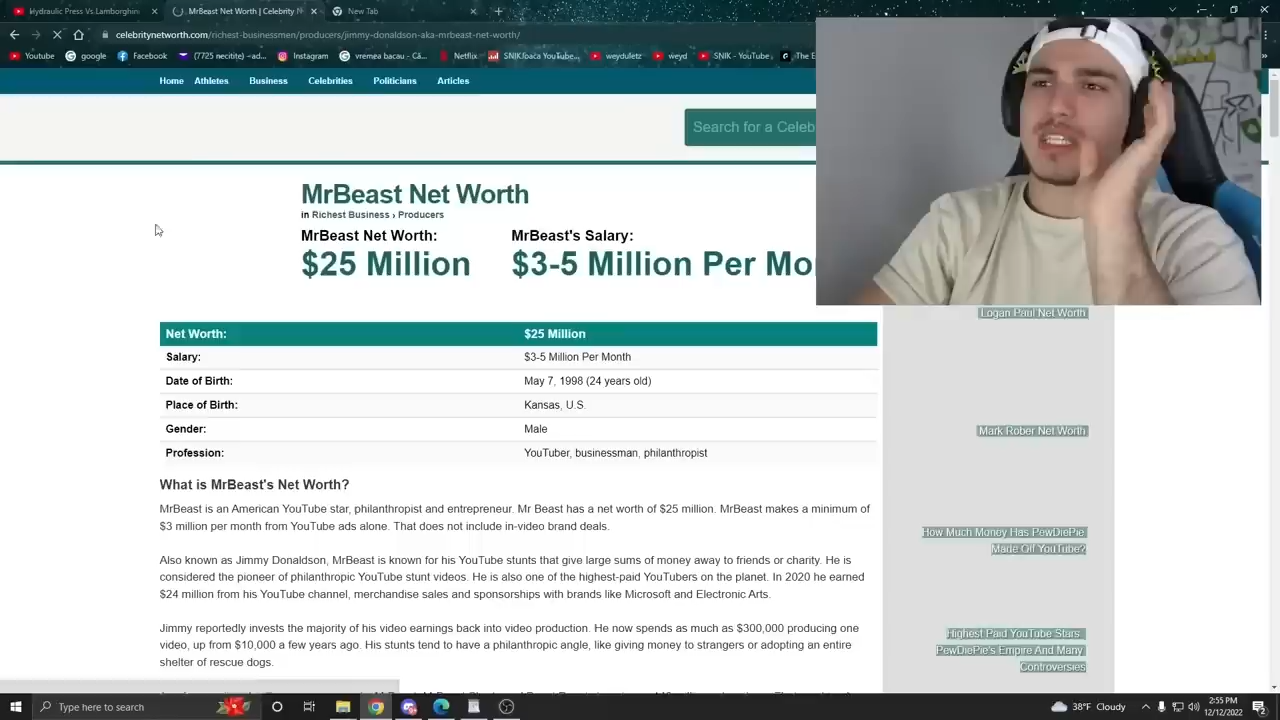 Hydraulic Press Vs.Lamborghin
MrBeast Net Worth | Celebrity N
New Tab
celebritynetworth.com/richest-businessmen/producers/jimmy-donaldson-aka-mrbeast-net-worth/
Youtube
google
Facebook
Instagram
vremea bacau - Că...
Netflix
SNIK YouTube...
weyduletz
weyd
SNIK - YouTube
The E
Home Athletes Business Celebrities Politicians Articles
Search for a Celeb
MrBeast Net Worth
in Richest Business › Producers
MrBeast Net Worth:
$25 Million
MrBeast's Salary:
$3-5 Million Per Mo
Net Worth: $25 Million
Salary: $3-5 Million Per Month
Date of Birth: May 7, 1998 (24 years old)
Place of Birth: Kansas, U.S.
Gender: Male
Profession: YouTuber, businessman, philanthropist
What is MrBeast's Net Worth?
MrBeast is an American YouTube star, philanthropist and entrepreneur. Mr Beast has a net worth of $25 million. MrBeast makes a minimum of
$3 million per month from YouTube ads alone. That does not include in-video brand deals.
Also known as Jimmy Donaldson, MrBeast is known for his YouTube stunts that give large sums of money away to friends or charity. He is
considered the pioneer of philanthropic YouTube stunt videos. He is also one of the highest-paid YouTubers on the planet. In 2020 he earned
$24 million from his YouTube channel, merchandise sales and sponsorships with brands like Microsoft and Electronic Arts.
Jimmy reportedly invests the majority of his video earnings back into video production. He now spends as much as $300,000 producing one
video, up from $10,000 a few years ago. His stunts tend to have a philanthropic angle, like giving money to strangers or adopting an entire
shelter of rescue dogs.
Logan Paul Net Worth
Mark Rober Net Worth
How Much Money Has PewDiePie
Made Off YouTube?
Highest Paid YouTube Stars
PewDiePie's Empire And Many
Controversies
Type here to search
38°F Cloudy
2:55 PM
12/12/2022
2